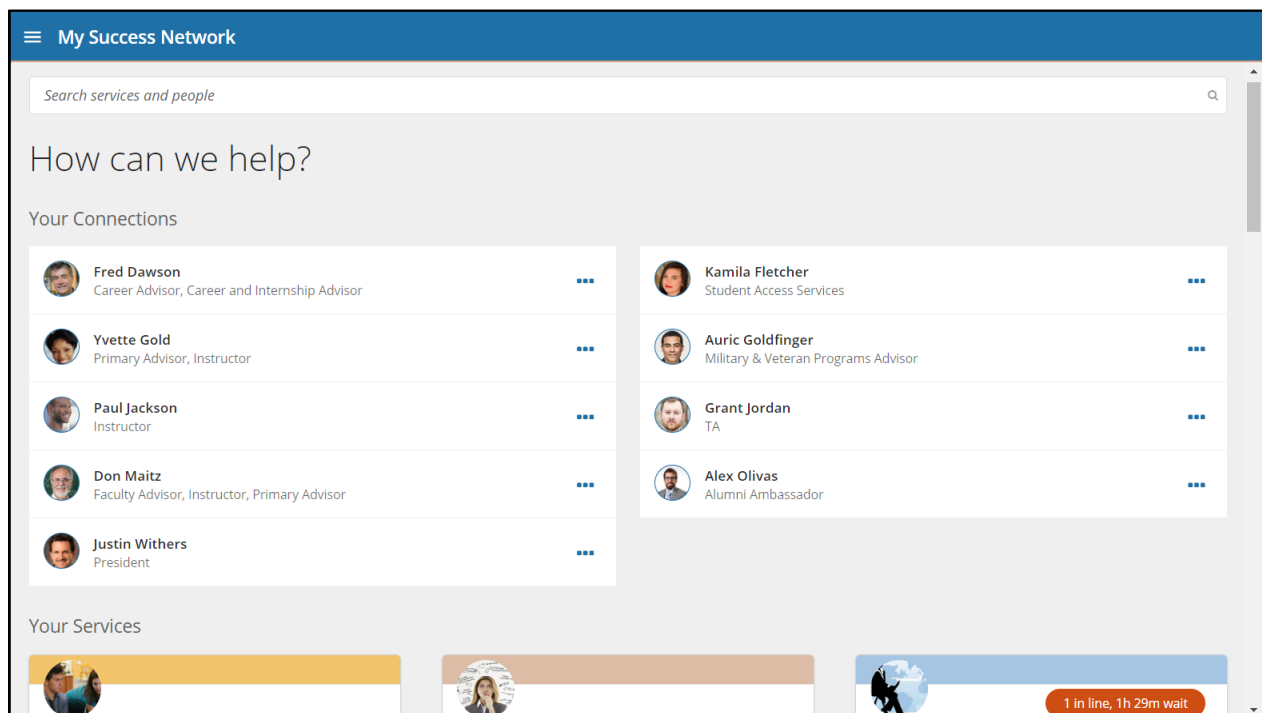 My Success Network
Search services and people
How can we help?
Your Connections
Fred Dawson
Career Advisor, Career and Internship Advisor
Yvette Gold
Primary Advisor, Instructor
Paul Jackson
Instructor
Don Maitz
Faculty Advisor, Instructor, Primary Advisor
Justin Withers
President
Kamila Fletcher
Student Access Services
Auric Goldfinger
Military & Veteran Programs Advisor
Grant Jordan
TA
Alex Olivas
Alumni Ambassador
Your Services
1 in line, 1h 29m wait